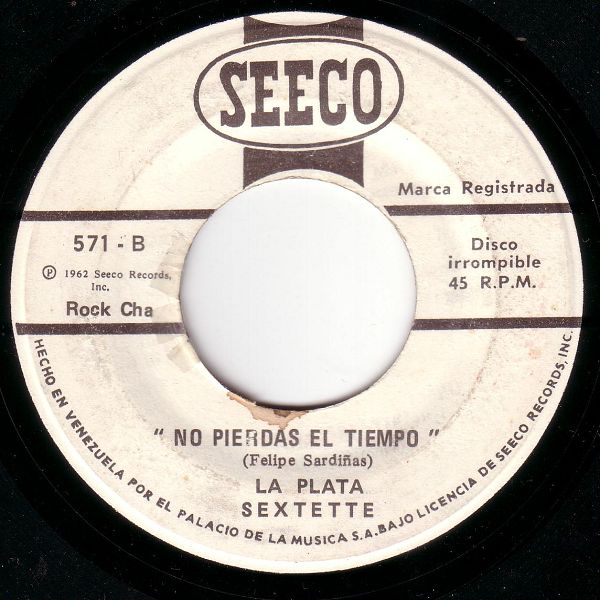 SEECO
Marca Registrada
571 - B
Ⓟ 1962 Seeco Records,
Inc.
Rock Cha
Disco
irrompible
45 R.P.M.
" NO PIERDAS EL TIEMPO "
(Felipe Sardiñas)
LA PLATA
SEXTETTE
HECHO EN VENEZUELA POR EL PALACIO DE LA MUSICA S.A. BAJO LICENCIA DE SEECO RECORDS, INC.